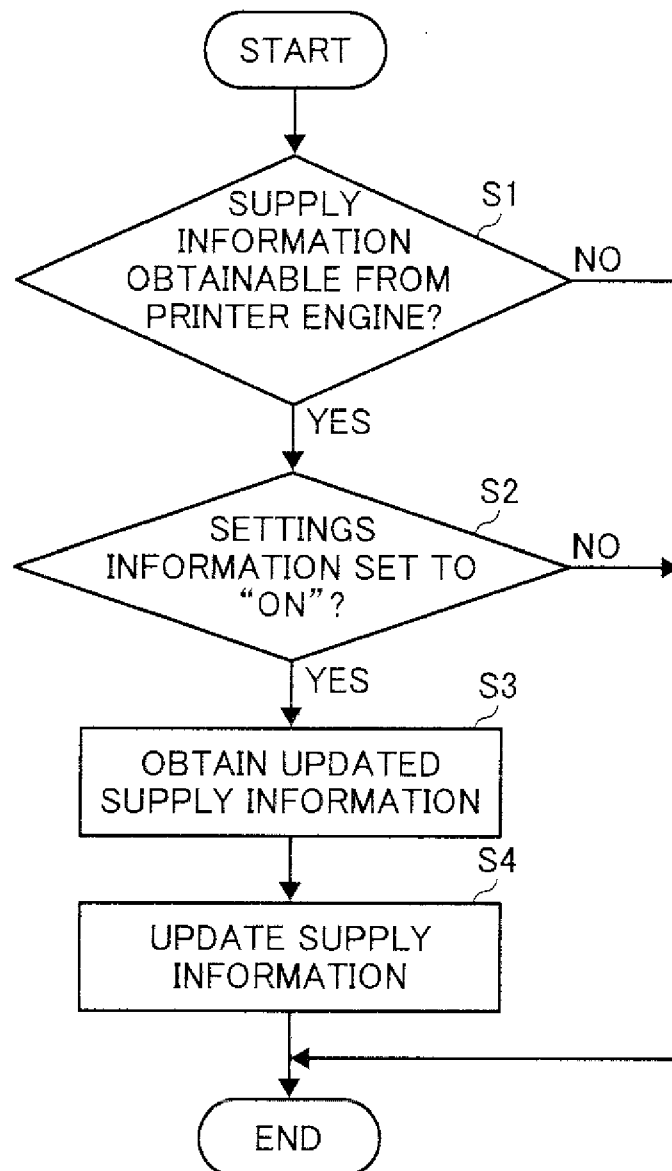 START
S1
SUPPLY
INFORMATION
OBTAINABLE FROM
PRINTER ENGINE?
NO
YES
S2
SETTINGS
INFORMATION SET TO
“ON”?
NO
YES
S3
OBTAIN UPDATED
SUPPLY INFORMATION
S4
UPDATE SUPPLY
INFORMATION
END